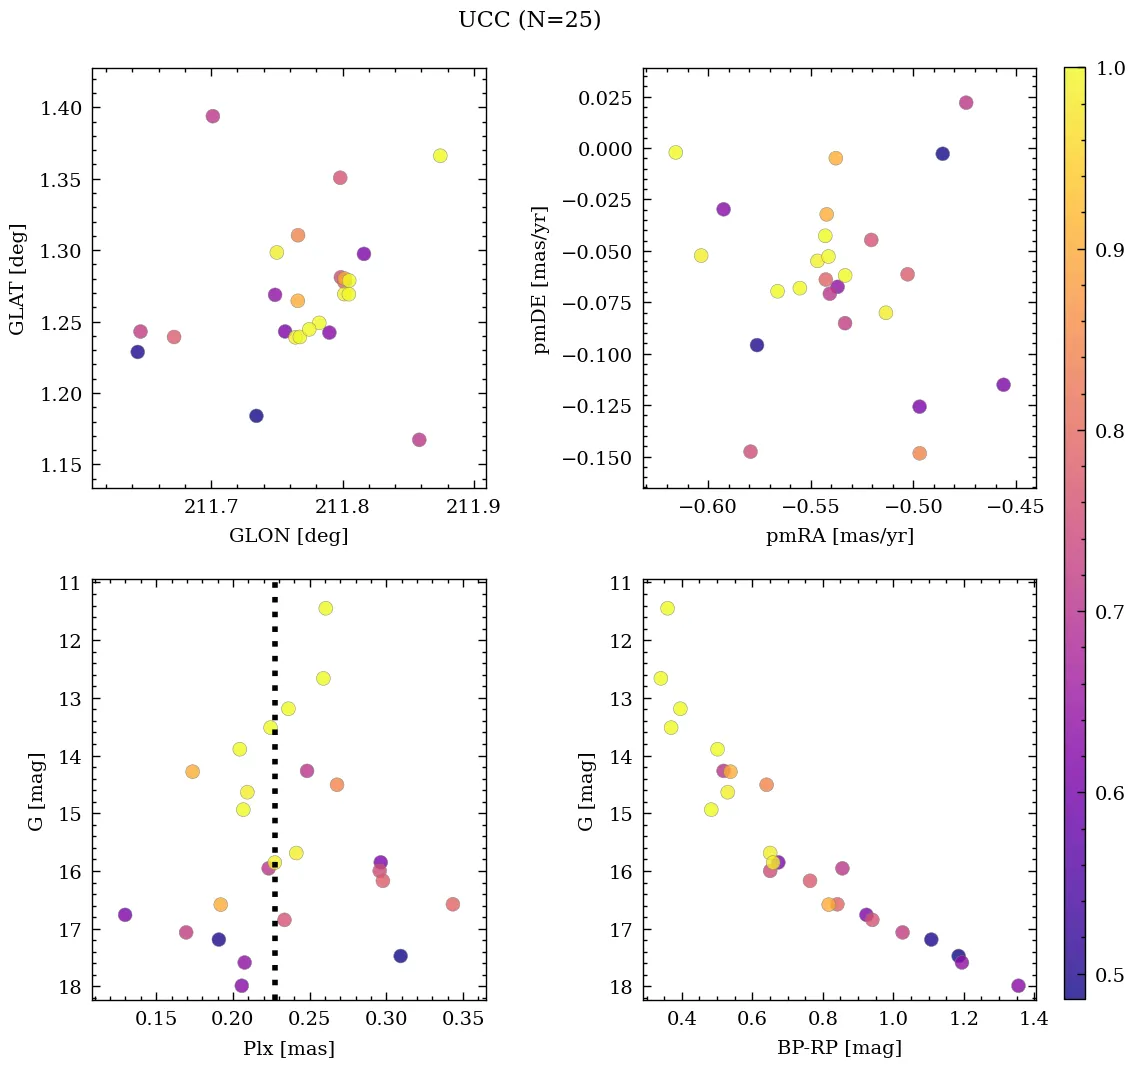 UCC (N=25)
1.40
1.35
1.30
1.25
1.20
1.15
GLAT [deg]
211.7 211.8 211.9
GLON [deg]
0.025
0.000
−0.025
−0.050
−0.075
−0.100
−0.125
−0.150
pmDE [mas/yr]
−0.60 −0.55 −0.50 −0.45
pmRA [mas/yr]
11
12
13
14
15
16
17
18
G [mag]
0.15 0.20 0.25 0.30 0.35
Plx [mas]
11
12
13
14
15
16
17
18
G [mag]
0.4 0.6 0.8 1.0 1.2 1.4
BP-RP [mag]
1.0
0.9
0.8
0.7
0.6
0.5